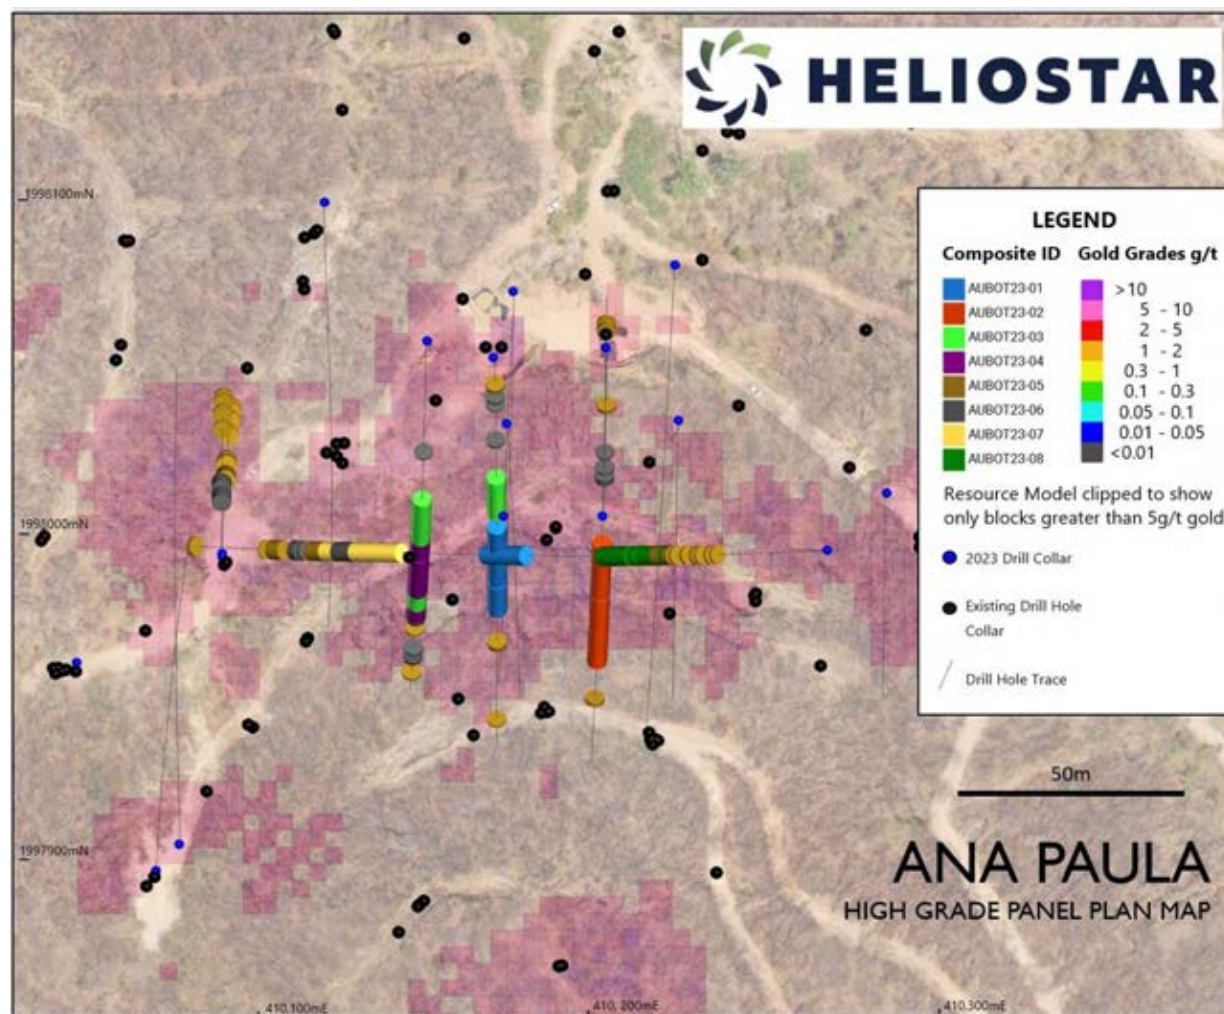 HELIOSTAR
1998100mN
LEGEND
Composite ID Gold Grades g/t
AUBOT23-01 >10
AUBOT23-02 5 - 10
AUBOT23-03 2 - 5
AUBOT23-04 1 - 2
AUBOT23-05 0.3 - 1
AUBOT23-06 0.1 - 0.3
AUBOT23-07 0.05 - 0.1
AUBOT23-08 0.01 - 0.05
<0.01
Resource Model clipped to show
only blocks greater than 5g/t gold
2023 Drill Collar
Existing Drill Hole
Collar
Drill Hole Trace
1998000mN
50m
1997900mN
ANA PAULA
HIGH GRADE PANEL PLAN MAP
410,100mE
410, 200mE
410,300mE